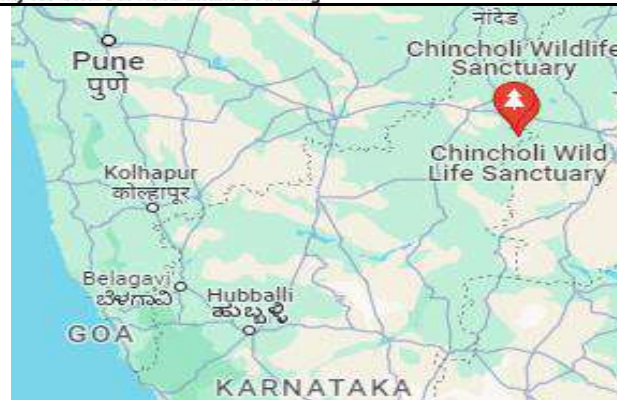 नांदेड
Pune
पुणे
Chincholi Wildlife
Sanctuary
Chincholi Wild
Life Sanctuary
Kolhapur
कोल्हापूर
Belagavi
ಬೆಳಗಾವಿ
Hubballi
ಹುಬ್ಬಳ್ಳಿ
GOA
KARNATAKA